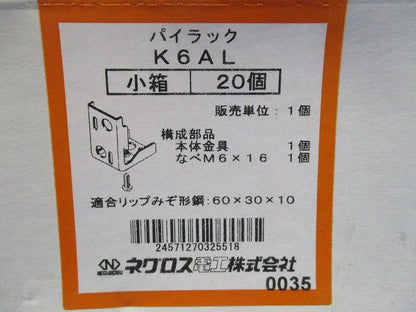 パイラック
K6AL
小箱 20個
販売単位：1個
構成部品
本体金具 1個
なべM6×16 1個
適合リップみぞ形鋼：60×30×10
24571270325518
NEGUROSU ネグロス電工株式会社
0035